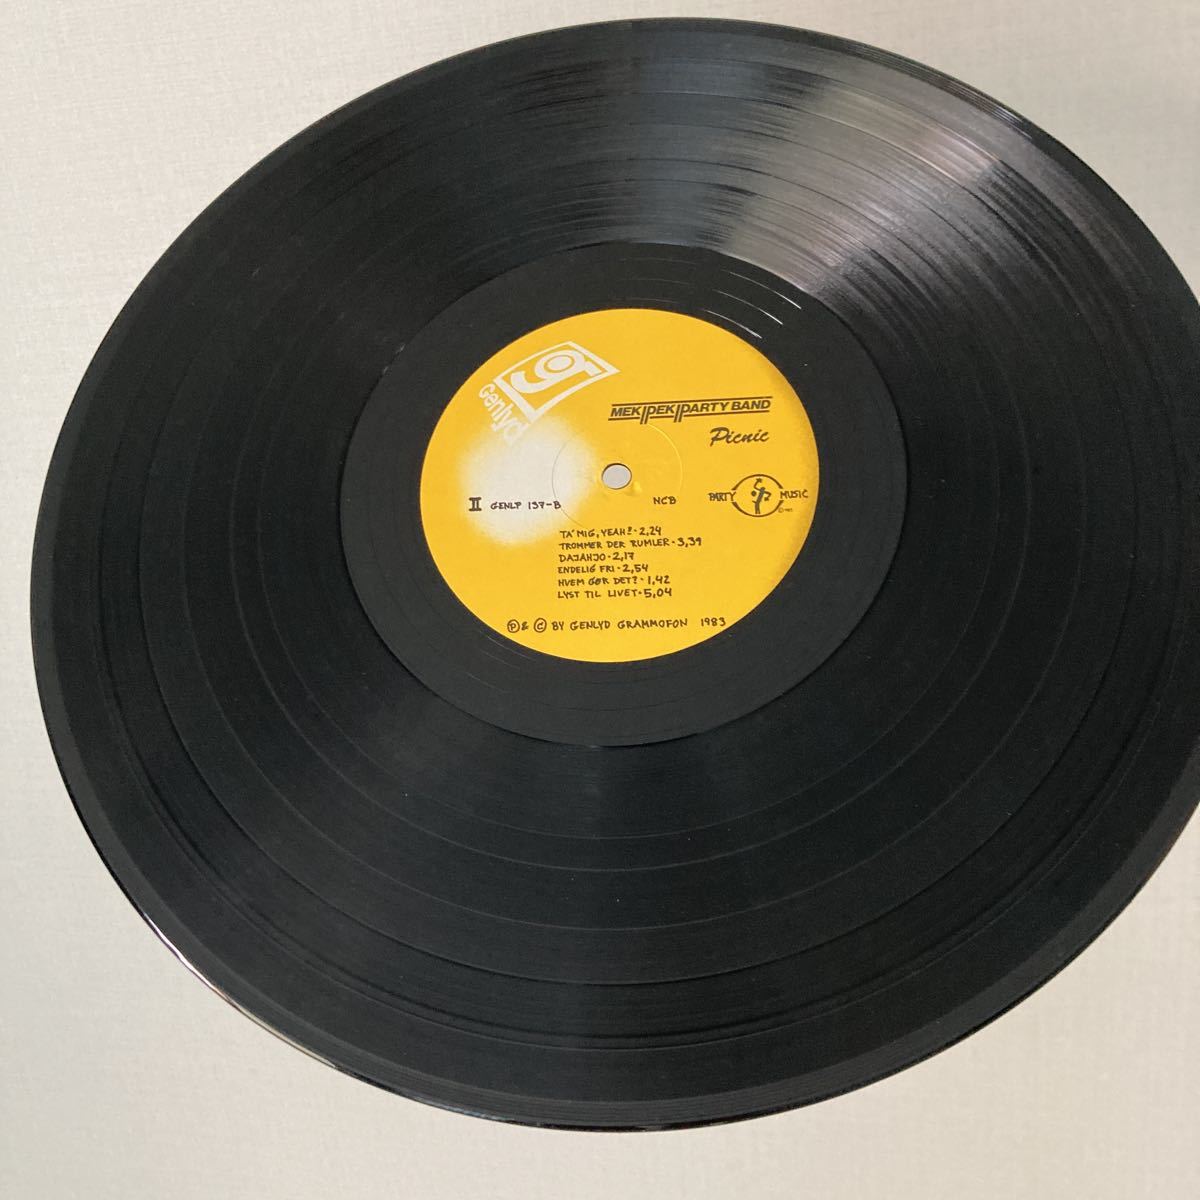 Genlyd
MEK PEK PARTY BAND
Picnic
II GENLP 137-B NCB
PARTY MUSIC
TA' MIG, YEAH! · 2,24
TROMMER DER RUMLER · 3,39
DAJAHJO · 2,17
ENDELIG FRI · 2,54
HVEM GØR DET? · 1,42
LYST TIL LIVET · 5,04
Ⓟ & Ⓒ BY GENLYD GRAMMOFON 1983